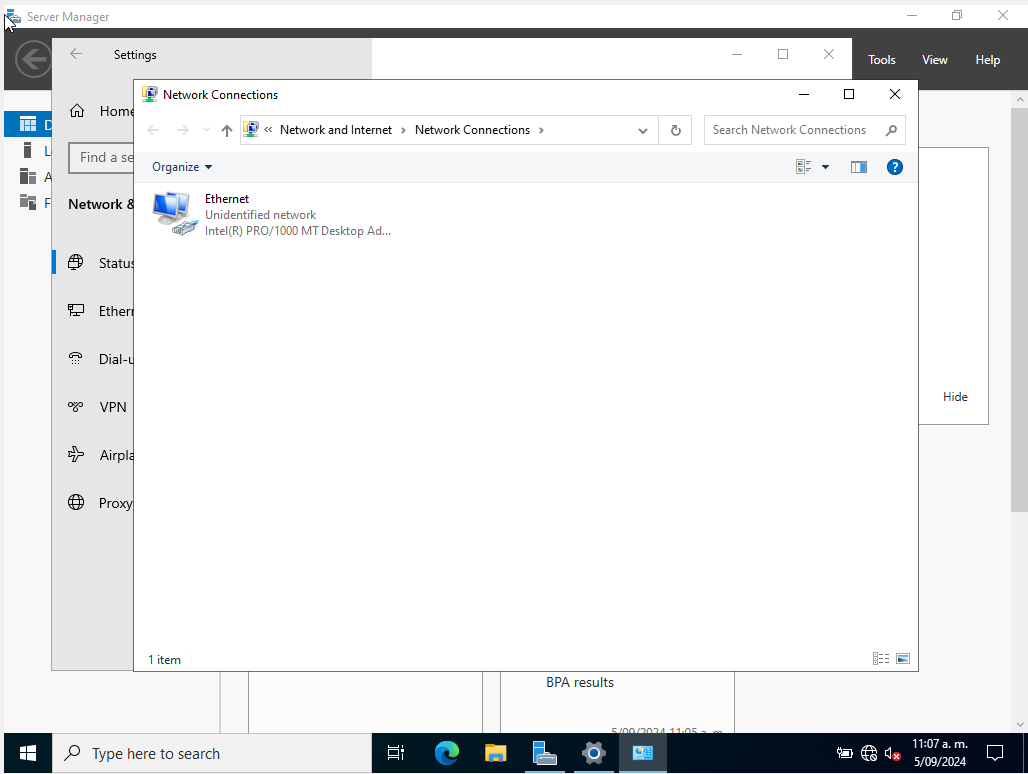 Server Manager
Settings
Tools
View
Help
Network Connections
Home
Network and Internet
Network Connections
Search Network Connections
Find a se
Organize
Network &
Ethernet
Unidentified network
Intel(R) PRO/1000 MT Desktop Ad...
Status
Ethern
Dial-u
VPN
Airpla
Proxy
Hide
1 item
BPA results
5/09/2024 11:05 a. m.
Type here to search
11:07 a. m.
5/09/2024